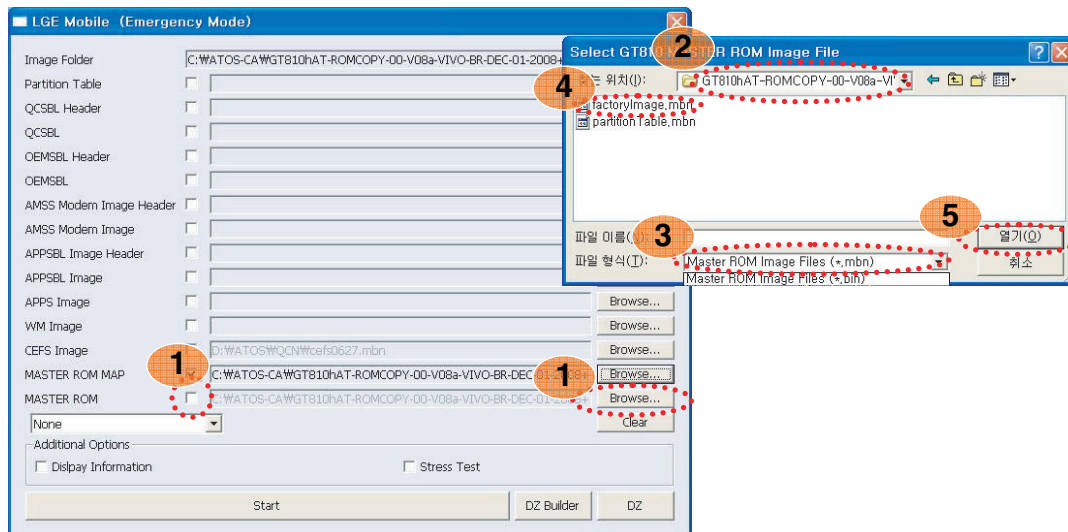 LGE Mobile (Emergency Mode)
Image Folder C:₩ATOS-CA₩GT810hAT-ROMCOPY-00-V08a-VIVO-BR-DEC-01-2008+
Partition Table
QCSBL Header
QCSBL
OEMSBL Header
OEMSBL
AMSS Modem Image Header
AMSS Modem Image
APPSBL Image Header
APPSBL Image
APPS Image Browse...
WM Image Browse...
CEFS Image D:₩ATOS₩QCN₩cefs0627.mbn Browse...
1
MASTER ROM MAP C:₩ATOS-CA₩GT810hAT-ROMCOPY-00-V08a-VIVO-BR-DEC Browse...
1
MASTER ROM C:₩ATOS-CA₩GT810hAT-ROMCOPY-00-V08a-VIVO-BR-DEC-01-2008+ Browse...
None Clear
Additional Options
Dislpay Information Stress Test
Start DZ Builder DZ
Select GT810 MASTER ROM Image File
2
위치(I): GT810hAT-ROMCOPY-00-V08a-VI
4
factoryImage.mbn
partitionTable.mbn
5
파일 이름(N): 열기(O)
3
파일 형식(T): Master ROM Image Files (*.mbn) 취소
Master ROM Image Files (*.bin)